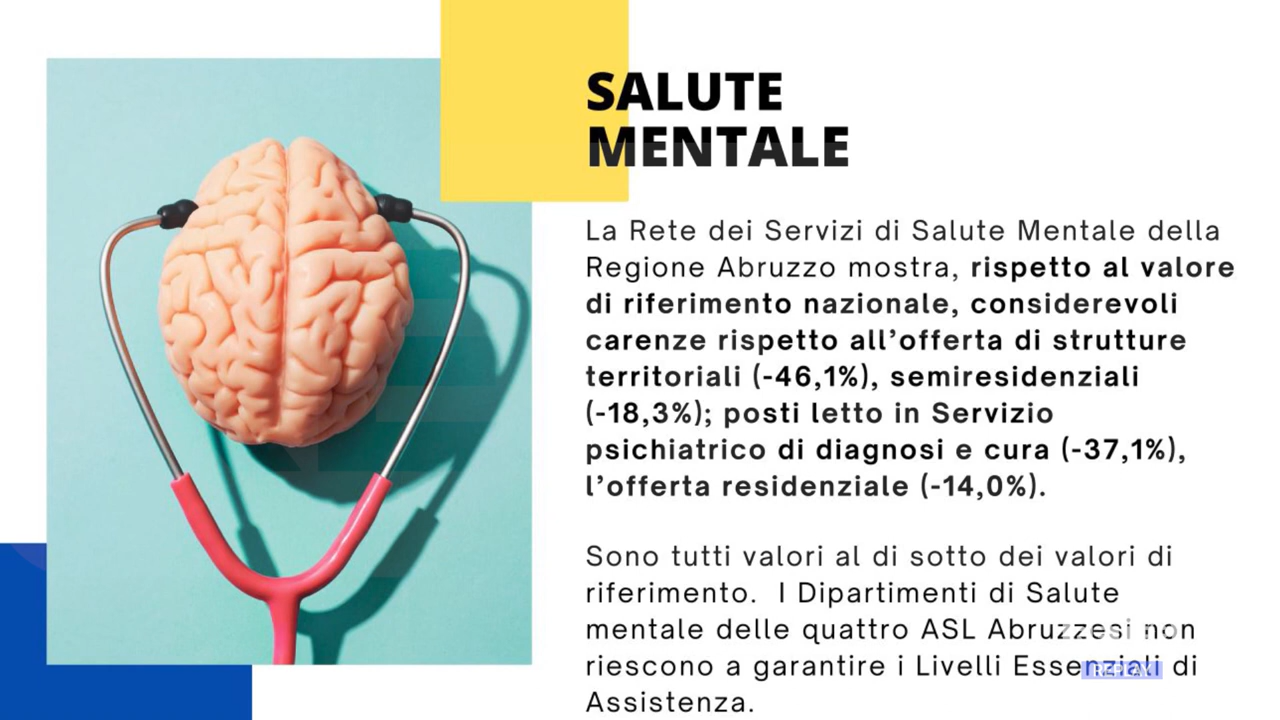 SALUTE
MENTALE
La Rete dei Servizi di Salute Mentale della
Regione Abruzzo mostra, rispetto al valore
di riferimento nazionale, considerevoli
carenze rispetto all’offerta di strutture
territoriali (-46,1%), semiresidenziali
(-18,3%); posti letto in Servizio
psichiatrico di diagnosi e cura (-37,1%),
l’offerta residenziale (-14,0%).
Sono tutti valori al di sotto dei valori di
riferimento. I Dipartimenti di Salute
mentale delle quattro ASL Abruzzesi non
riescono a garantire i Livelli Essenziali di
Assistenza.
REPLAY